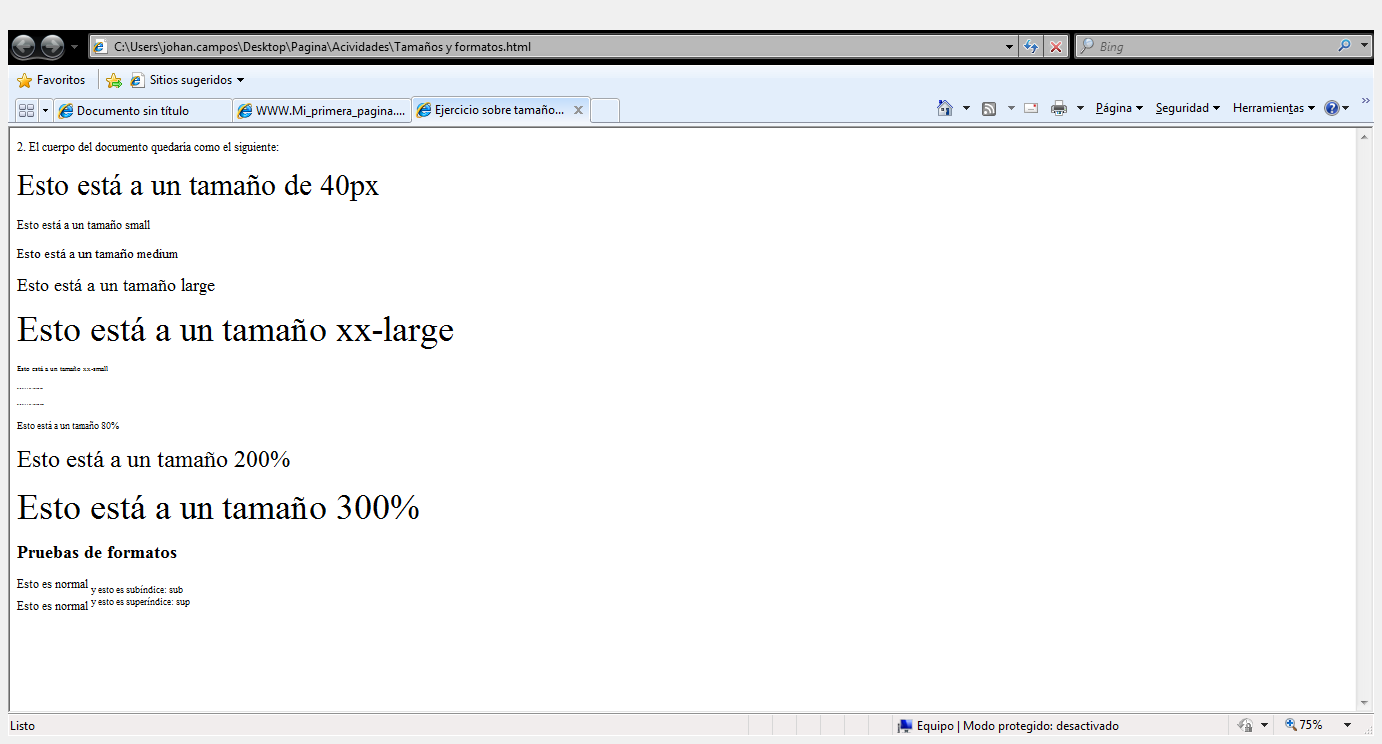 C:\Users\johan.campos\Desktop\Pagina\Acividades\Tamaños y formatos.html
Bing
Favoritos
Sitios sugeridos
Documento sin título
WWW.Mi_primera_pagina....
Ejercicio sobre tamaño...
Página
Seguridad
Herramientas
2. El cuerpo del documento quedaría como el siguiente:
Esto está a un tamaño de 40px
Esto está a un tamaño small
Esto está a un tamaño medium
Esto está a un tamaño large
Esto está a un tamaño xx-large
Esto está a un tamaño xx-small
Esto está a un tamaño 80%
Esto está a un tamaño 200%
Esto está a un tamaño 300%
Pruebas de formatos
Esto es normal y esto es subíndice: sub
Esto es normal y esto es superíndice: sup
Listo
Equipo | Modo protegido: desactivado
75%